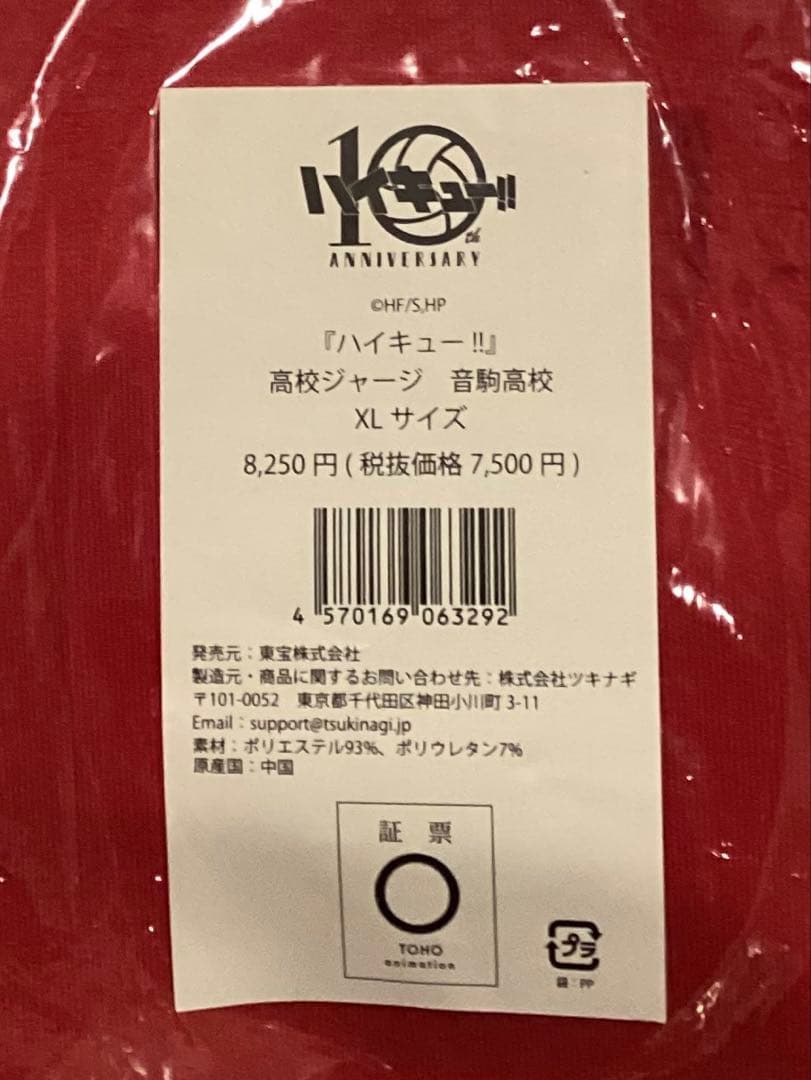 10th
ハイキュー!!
ANNIVERSARY
©HF/S,HP
『ハイキュー!!』
高校ジャージ　音駒高校
XL サイズ
8,250 円 ( 税抜価格 7,500 円 )
4 570169 063292
発売元：東宝株式会社
製造元・商品に関するお問い合わせ先：株式会社ツキナギ
〒101-0052　東京都千代田区神田小川町 3-11
Email：support@tsukinagi.jp
素材：ポリエステル93%、ポリウレタン7%
原産国：中国
証 票
TOHO
animation
プラ
袋：PP